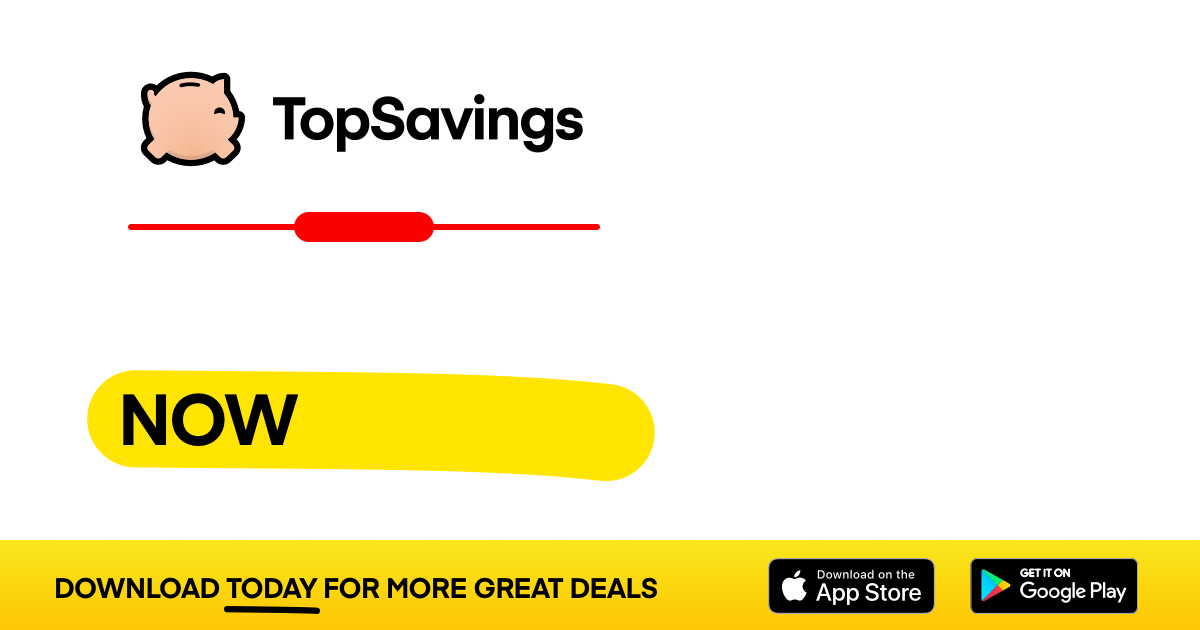 TopSavings
NOW
DOWNLOAD TODAY FOR MORE GREAT DEALS
Download on the
App Store
GET IT ON
Google Play